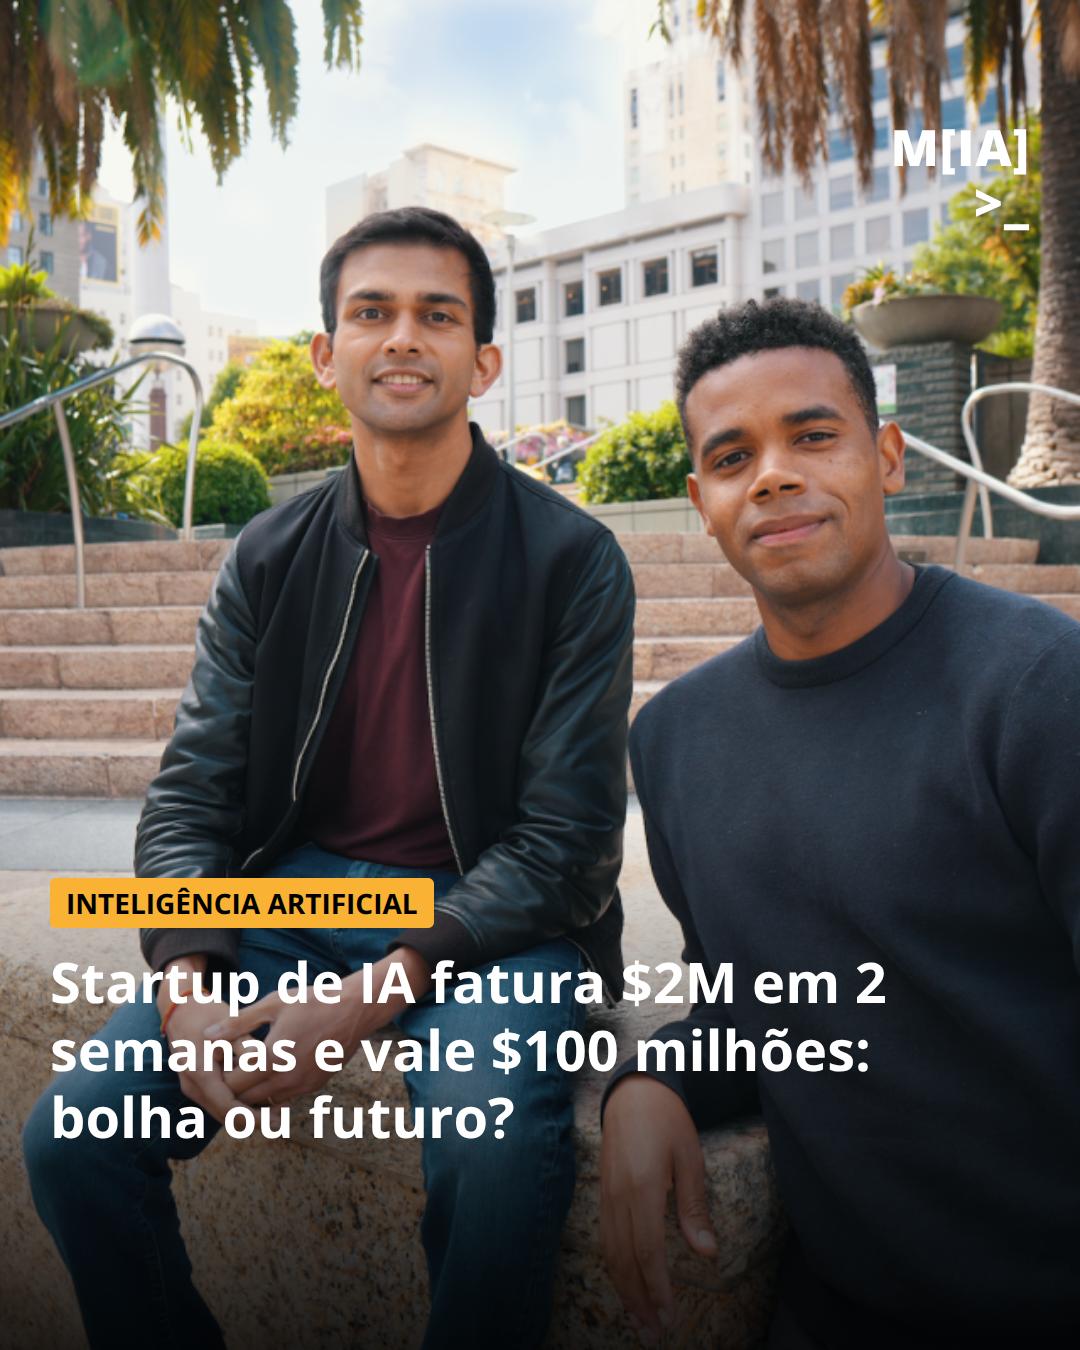 M[IA]
>_
INTELIGÊNCIA ARTIFICIAL
Startup de IA fatura $2M em 2
semanas e vale $100 milhões:
bolha ou futuro?